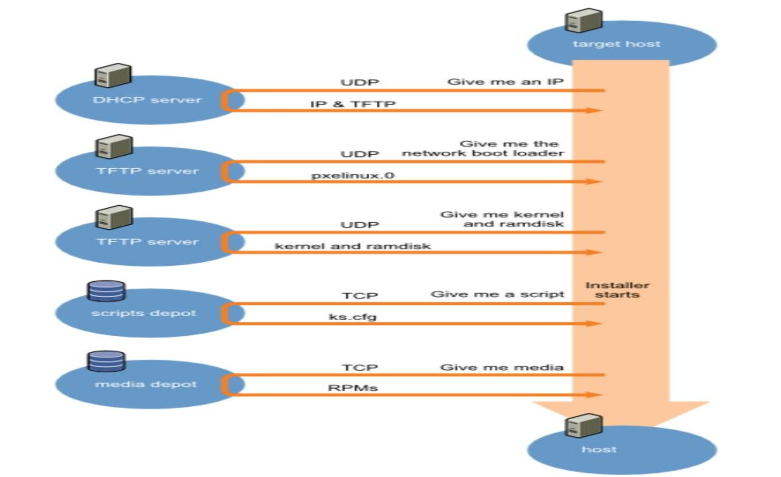 target host
UDP Give me an IP
DHCP server
IP & TFTP
Give me the
UDP network boot loader
TFTP server
pxelinux.0
Give me kernel
UDP and ramdisk
TFTP server
kernel and ramdisk
Installer
starts
TCP Give me a script
scripts depot
ks.cfg
TCP Give me media
media depot
RPMs
host